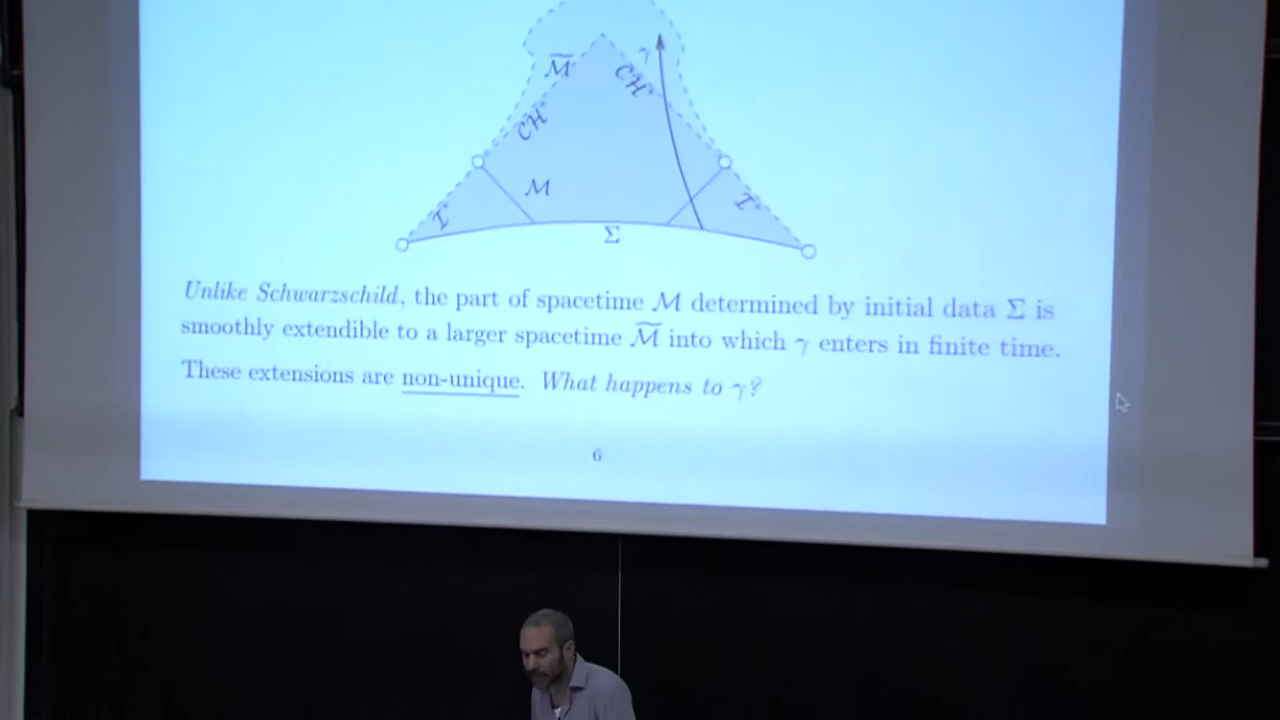 M̃
γ
CH⁺
CH⁺
M
I⁺
I⁺
Σ
Unlike Schwarzschild, the part of spacetime M determined by initial data Σ is
smoothly extendible to a larger spacetime M̃ into which γ enters in finite time.
These extensions are non-unique. What happens to γ?
6